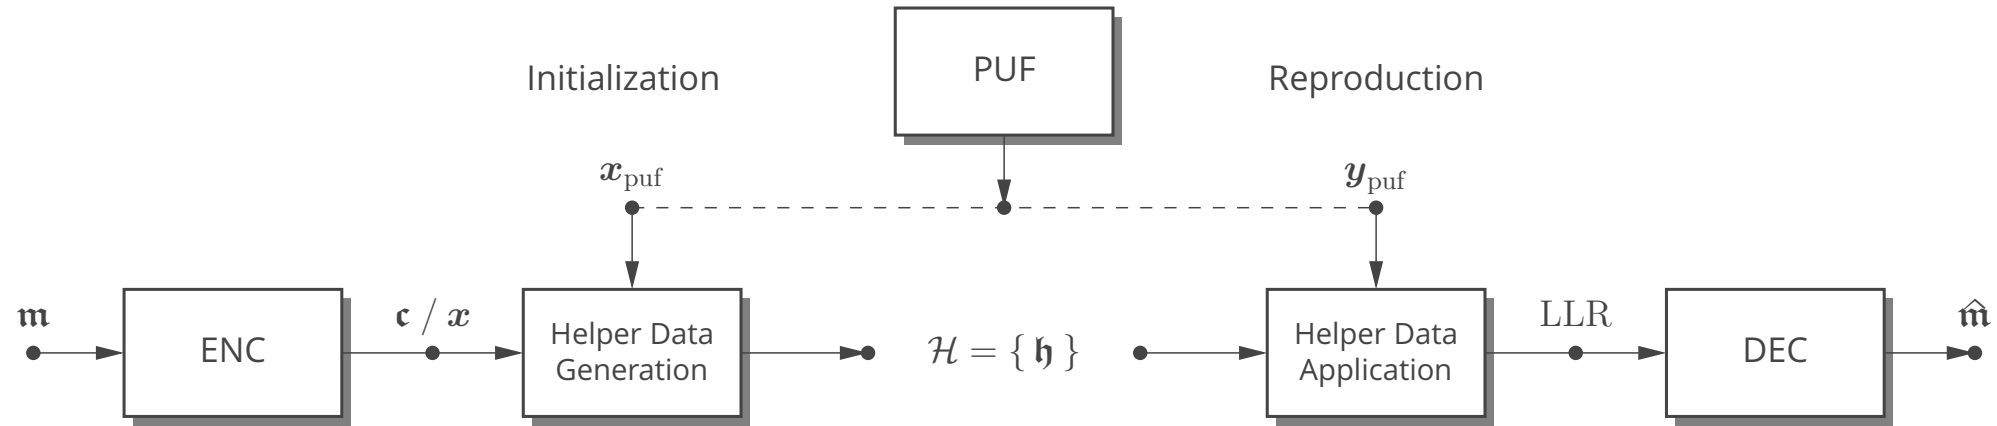 PUF
Initialization
Reproduction
𝒙puf
𝒚puf
𝖒
ENC
𝖈 / 𝒙
Helper Data
Generation
ℋ = { 𝖍 }
Helper Data
Application
LLR
DEC
𝖒̂